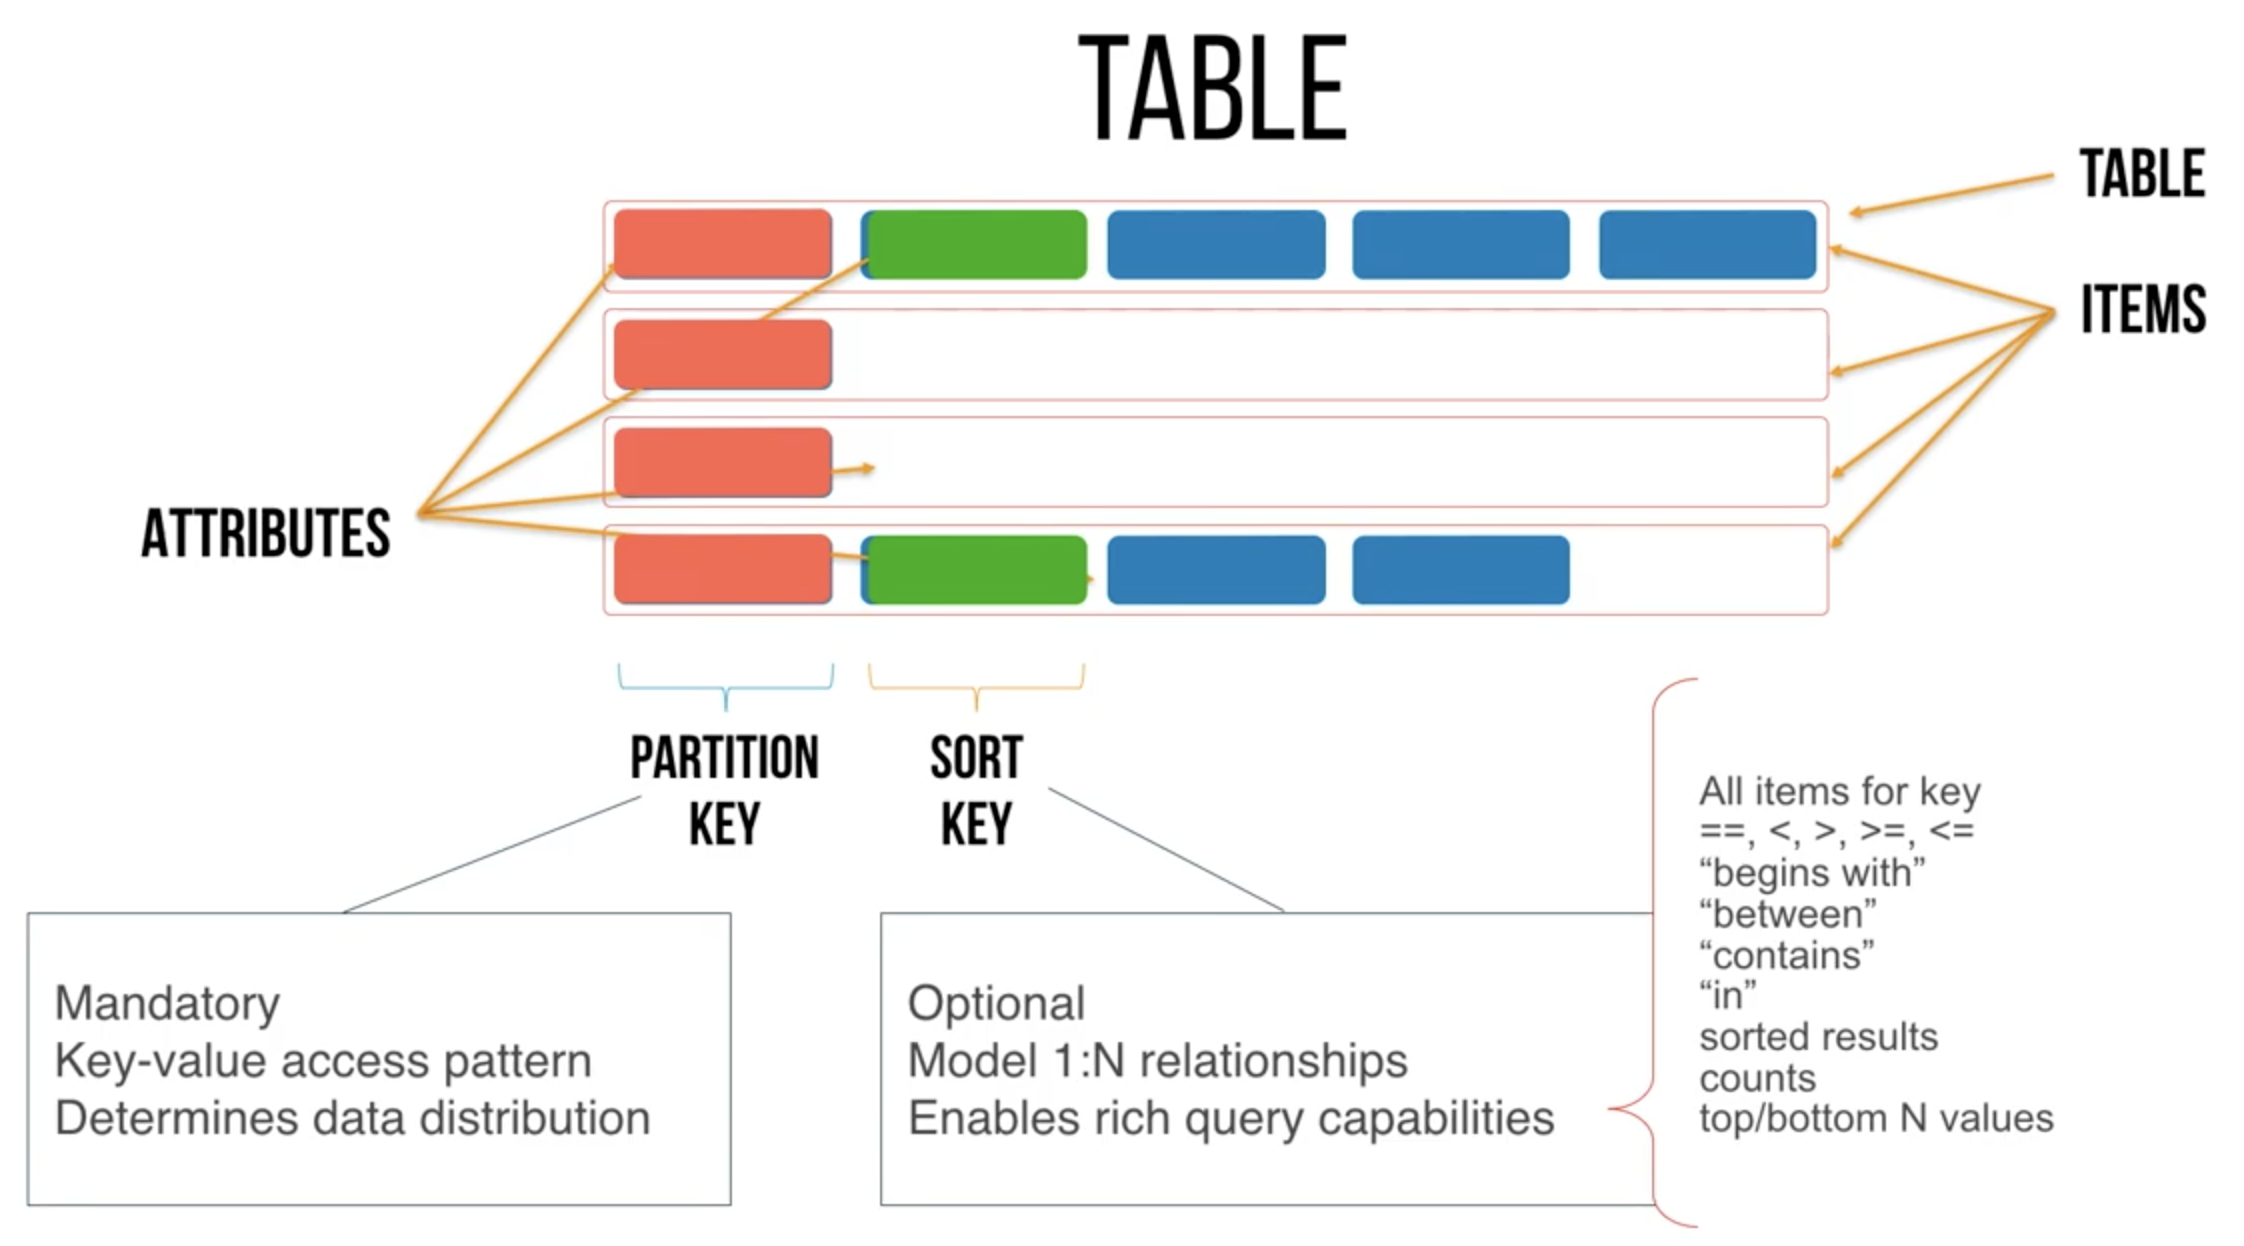 TABLE
TABLE
ITEMS
ATTRIBUTES
PARTITION
KEY
SORT
KEY
Mandatory
Key-value access pattern
Determines data distribution
Optional
Model 1:N relationships
Enables rich query capabilities
All items for key
==, <, >, >=, <=
“begins with”
“between”
“contains”
“in”
sorted results
counts
top/bottom N values